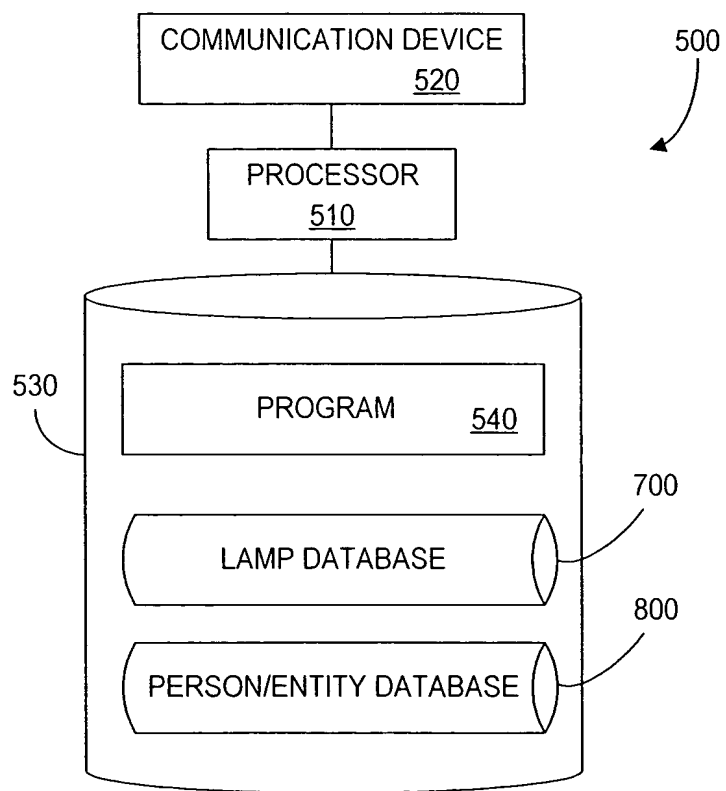 COMMUNICATION DEVICE
520
500
PROCESSOR
510
530
PROGRAM
540
700
LAMP DATABASE
800
PERSON/ENTITY DATABASE